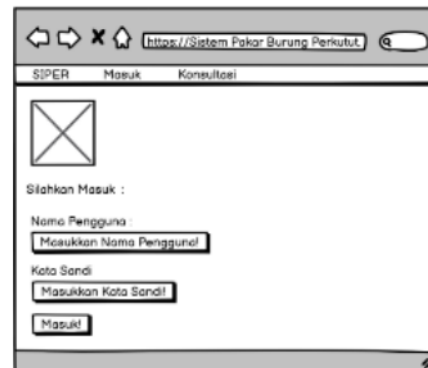 https://Sistem Pakar Burung Perkutut.
SIPER Masuk Konsultasi
Silahkan Masuk :
Nama Pengguna :
Masukkan Nama Pengguna!
Kata Sandi
Masukkan Kata Sandi!
Masuk!